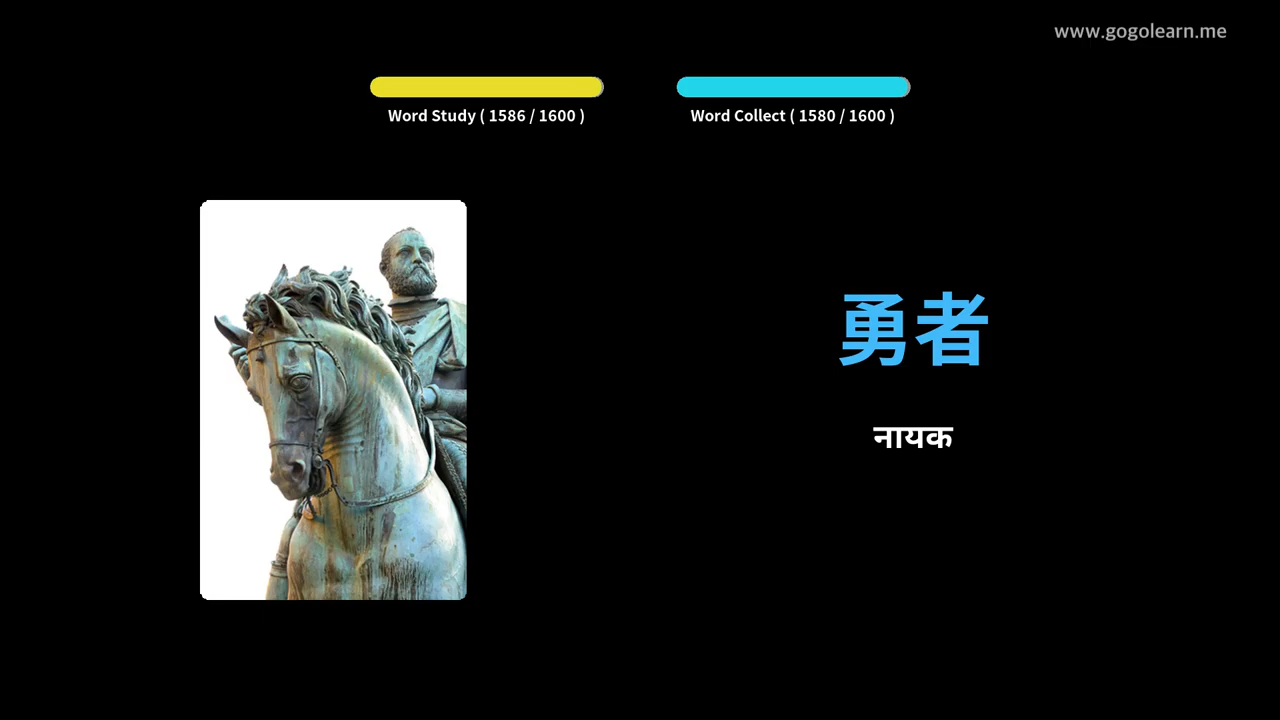 www.gogolearn.me
Word Study ( 1586 / 1600 )
Word Collect ( 1580 / 1600 )
勇者
नायक